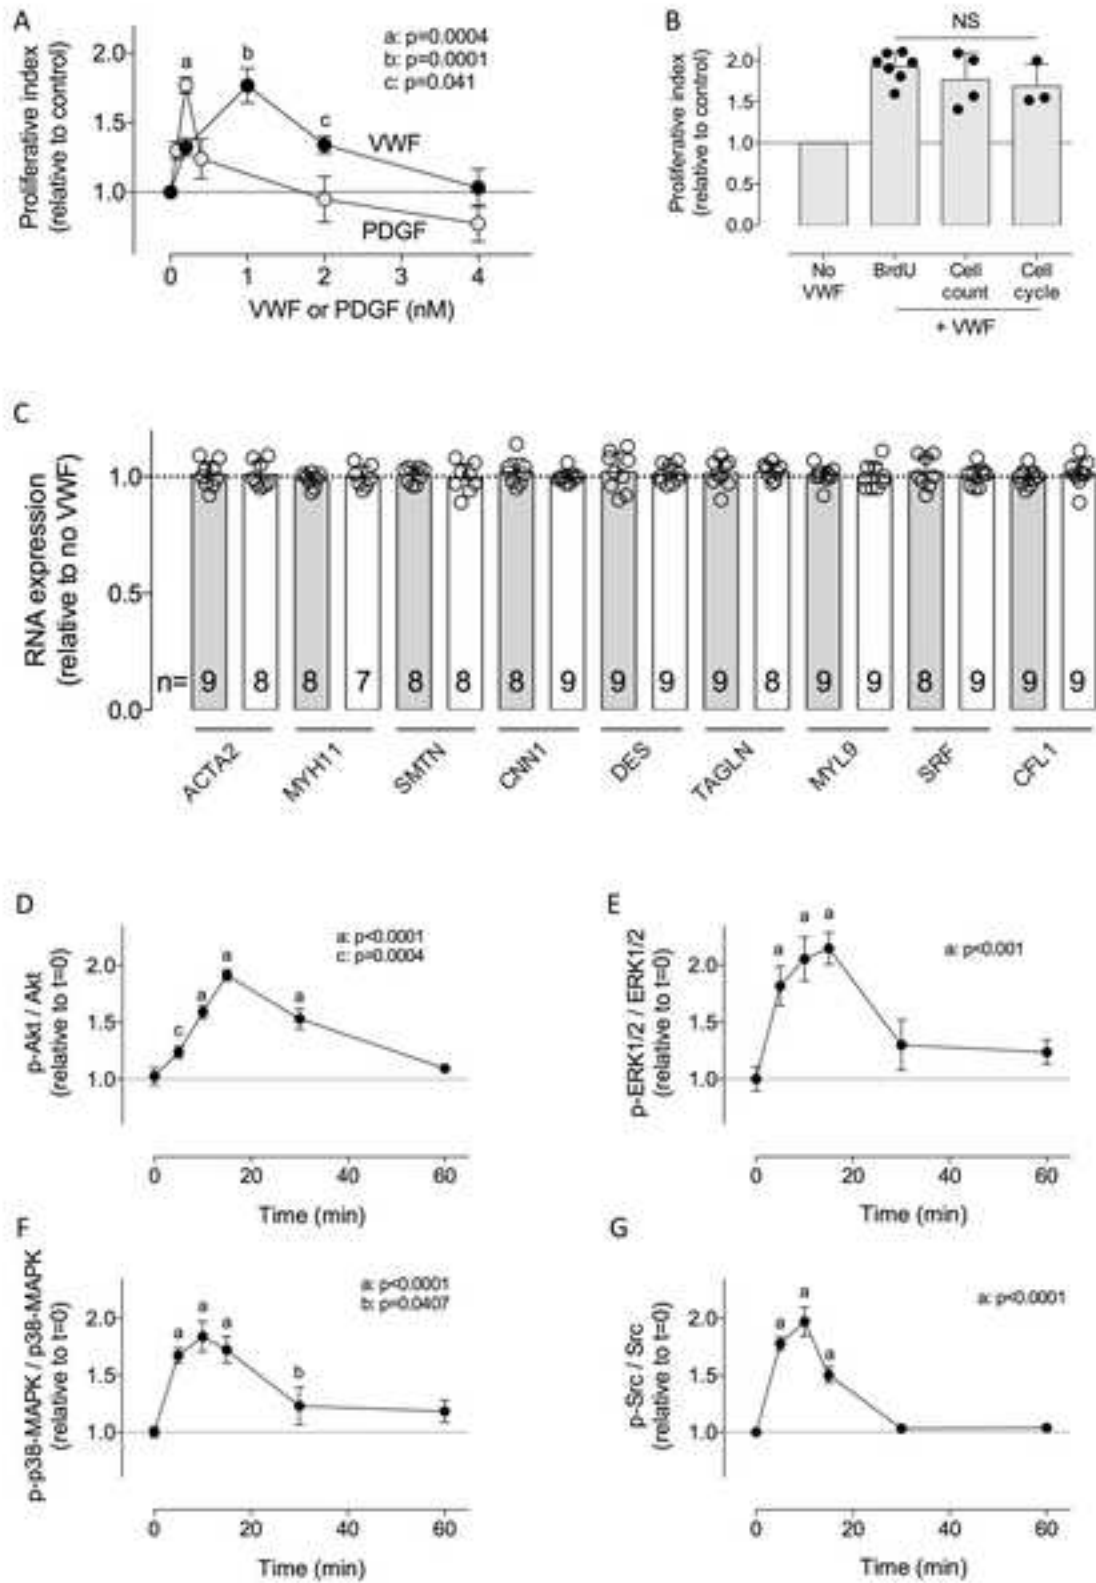 A
Proliferative index
(relative to control)
2.0
1.5
1.0
a
b
c
a: p=0.0004
b: p=0.0001
c: p=0.041
VWF
PDGF
0
1
2
3
4
VWF or PDGF (nM)
B
Proliferative index
(relative to control)
2.0
1.5
1.0
0.5
0.0
NS
No
VWF
BrdU
Cell
count
Cell
cycle
+ VWF
C
RNA expression
(relative to no VWF)
1.0
0.5
0.0
n= 9 8 8 7 8 8 8 9 9 9 9 8 9 9 8 9 9 9
ACTA2
MYH11
SMTN
CNN1
DES
TAGLN
MYL9
SRF
CFL1
D
p-Akt / Akt
(relative to t=0)
2.0
1.5
1.0
c
a
a
a
a: p<0.0001
c: p=0.0004
0
20
40
60
Time (min)
E
p-ERK1/2 / ERK1/2
(relative to t=0)
2.0
1.5
1.0
a
a
a
a: p<0.001
0
20
40
60
Time (min)
F
p-p38-MAPK / p38-MAPK
(relative to t=0)
2.0
1.5
1.0
a
a
a
b
a: p<0.0001
b: p=0.0407
0
20
40
60
Time (min)
G
p-Src / Src
(relative to t=0)
2.0
1.5
1.0
a
a
a
a: p<0.0001
0
20
40
60
Time (min)